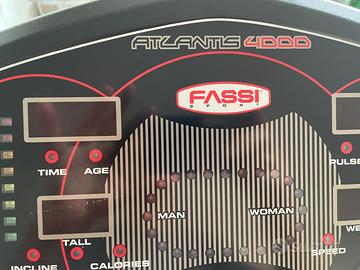 ATLANTIS 4000
FASSI
SPORT
TIME
AGE
PULSE
MAN
WOMAN
TALL
INCLINE
CALORIES
SPEED